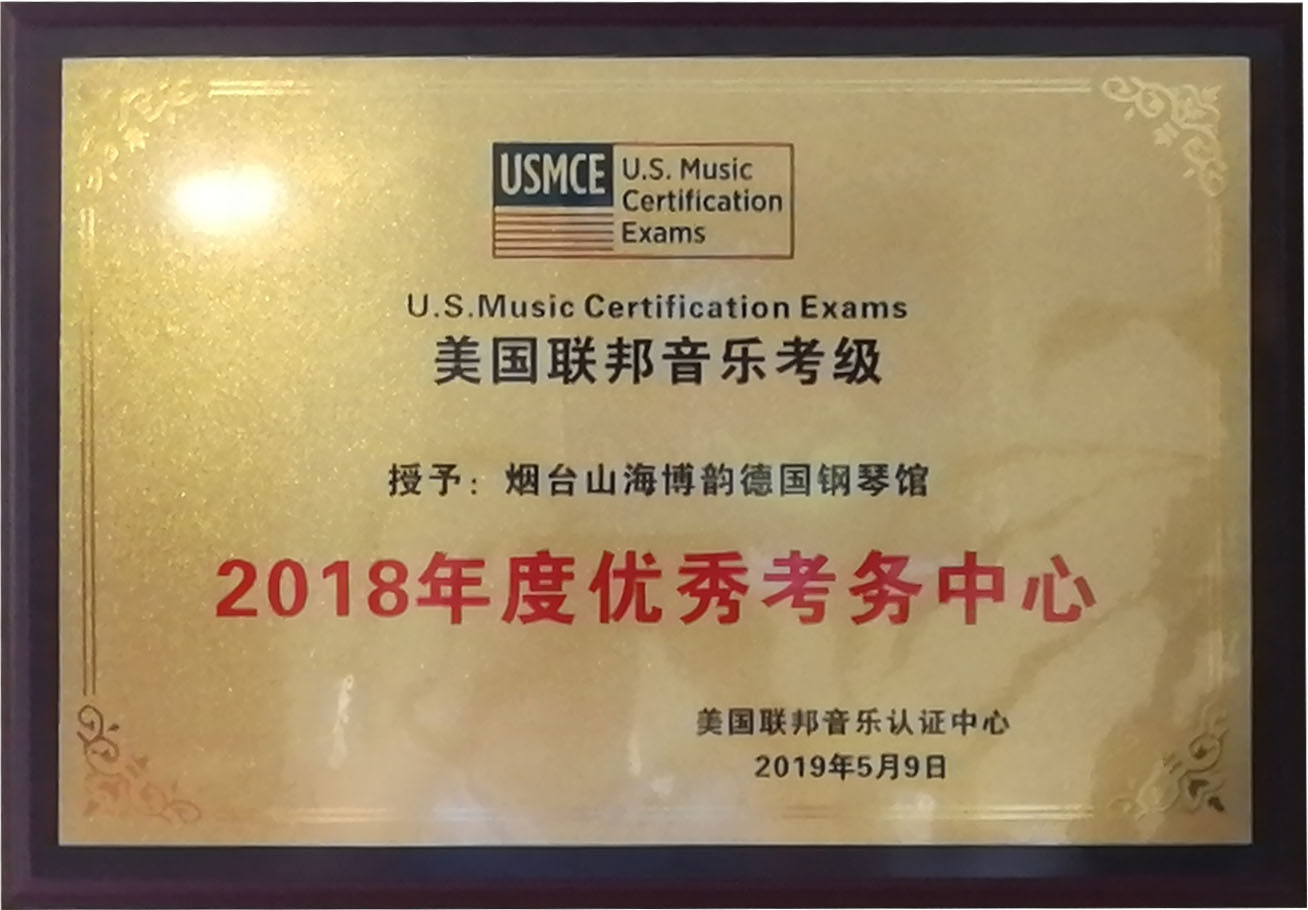 USMCE
U.S. Music
Certification
Exams
U.S.Music Certification Exams
美国联邦音乐考级
授予：烟台山海博韵德国钢琴馆
2018年度优秀考务中心
美国联邦音乐认证中心
2019年5月9日